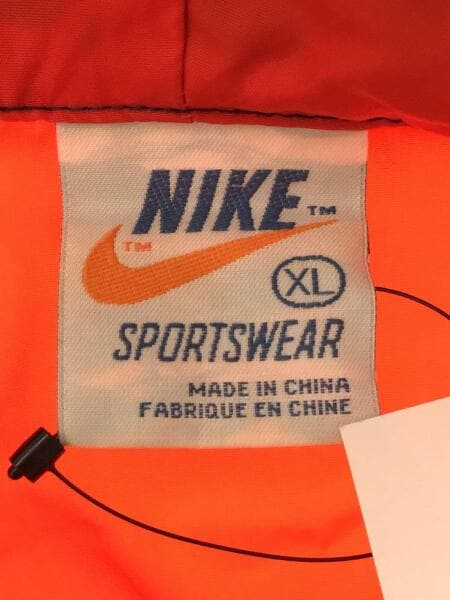 NIKE™
™
XL
SPORTSWEAR
MADE IN CHINA
FABRIQUE EN CHINE